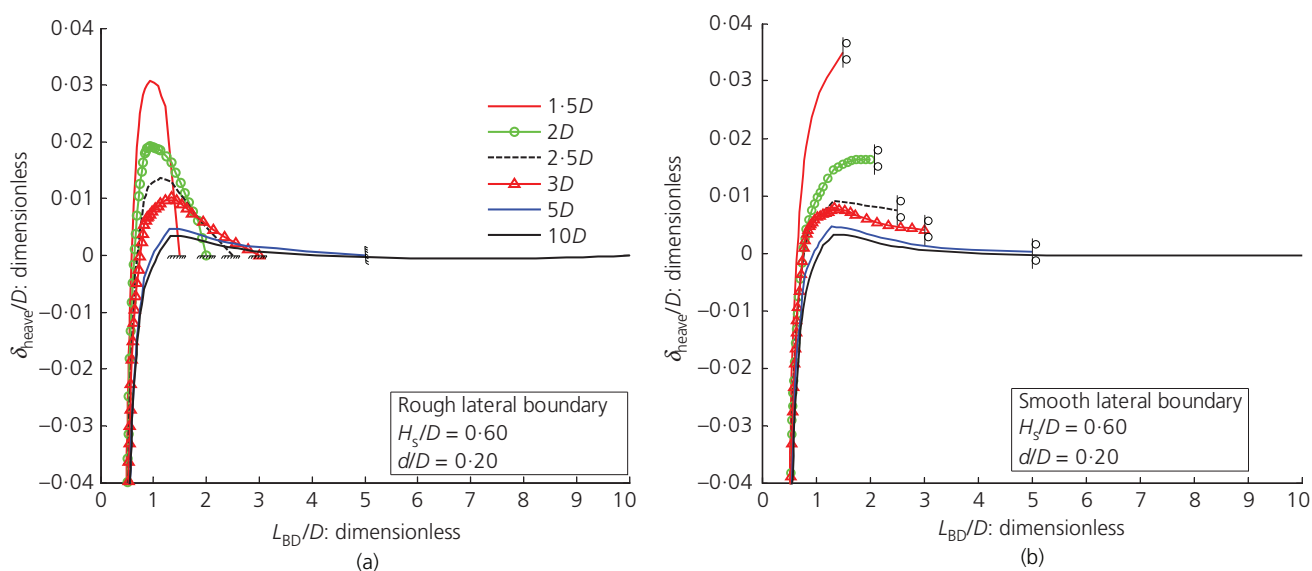 0·04
0·03
0·02
0·01
0
−0·01
−0·02
−0·03
−0·04
δheave/D: dimensionless
0 1 2 3 4 5 6 7 8 9 10
LBD/D: dimensionless
(a)
1·5D
2D
2·5D
3D
5D
10D
Rough lateral boundary
Hs/D = 0·60
d/D = 0·20
0·04
0·03
0·02
0·01
0
−0·01
−0·02
−0·03
−0·04
δheave/D: dimensionless
0 1 2 3 4 5 6 7 8 9 10
LBD/D: dimensionless
(b)
Smooth lateral boundary
Hs/D = 0·60
d/D = 0·20